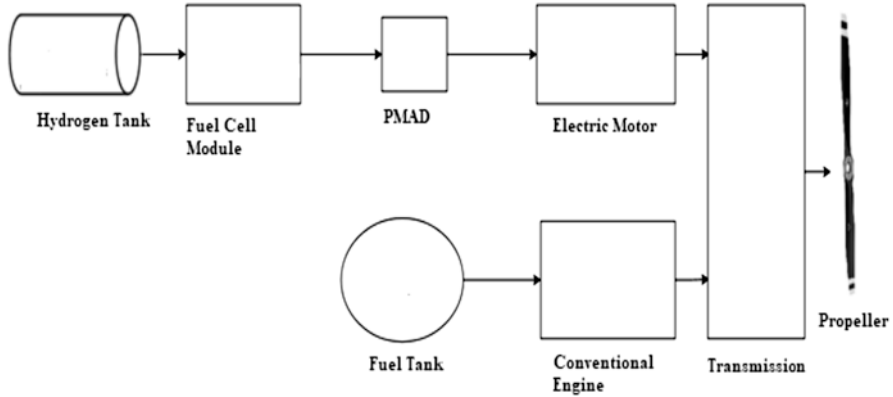 Hydrogen Tank
Fuel Cell
Module
PMAD
Electric Motor
Fuel Tank
Conventional
Engine
Transmission
Propeller